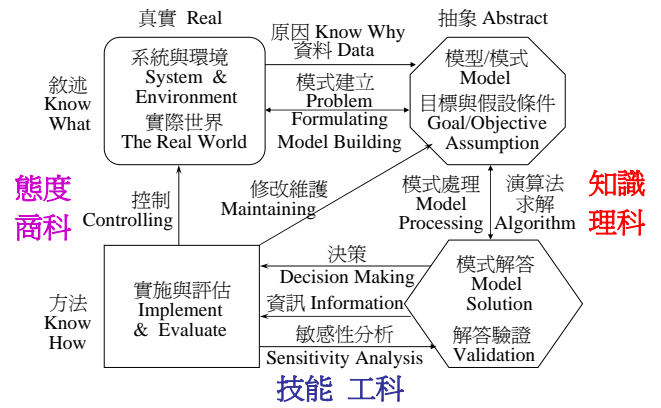 真實 Real
抽象 Abstract
敘述
Know
What
系統與環境
System &
Environment
實際世界
The Real World
原因 Know Why
資料 Data
模式建立
Problem
Formulating
Model Building
模型/模式
Model
目標與假設條件
Goal/Objective
Assumption
態度
商科
控制
Controlling
修改維護
Maintaining
模式處理
Model
Processing
演算法
求解
Algorithm
知識
理科
方法
Know
How
實施與評估
Implement
& Evaluate
決策
Decision Making
資訊 Information
敏感性分析
Sensitivity Analysis
模式解答
Model
Solution
解答驗證
Validation
技能 工科